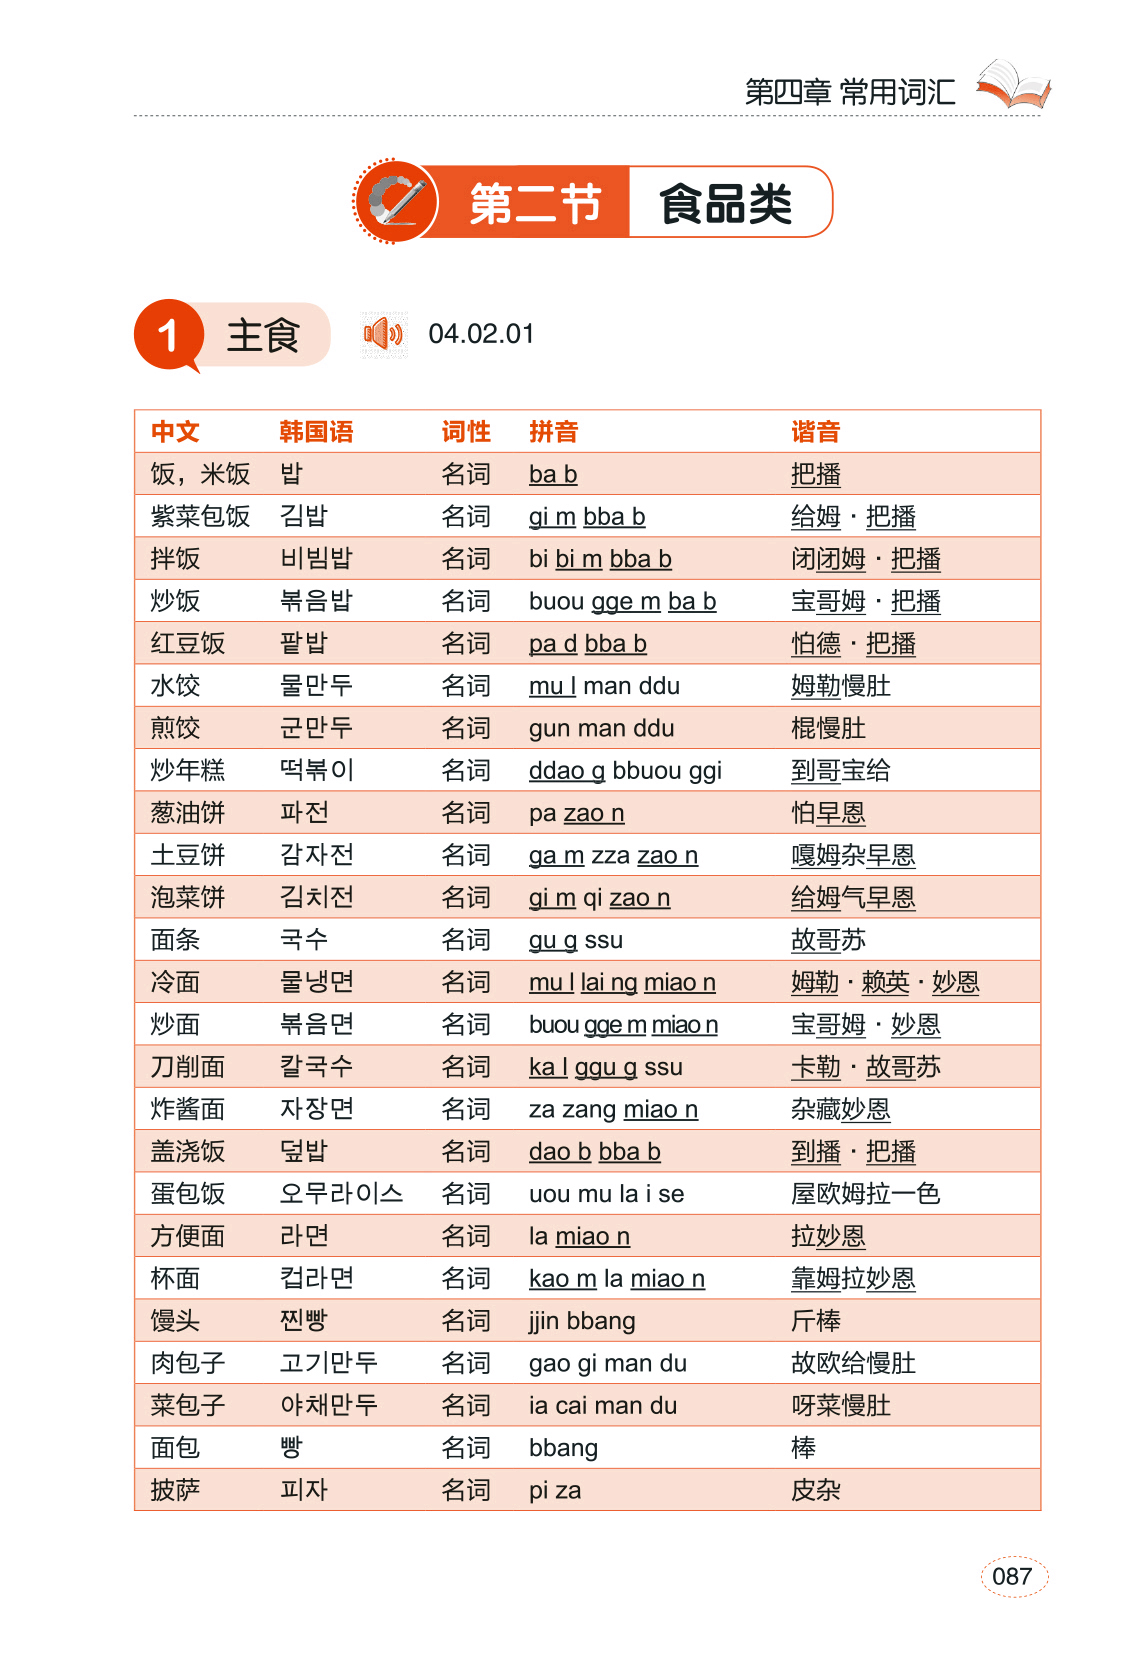 第四章 常用词汇
第二节 食品类
1 主食 04.02.01
中文 韩国语 词性 拼音 谐音
饭，米饭 밥 名词 ba b 把播
紫菜包饭 김밥 名词 gi m bba b 给姆·把播
拌饭 비빔밥 名词 bi bi m bba b 闭闭姆·把播
炒饭 볶음밥 名词 buou gge m ba b 宝哥姆·把播
红豆饭 팥밥 名词 pa d bba b 怕德·把播
水饺 물만두 名词 mu l man ddu 姆勒慢肚
煎饺 군만두 名词 gun man ddu 棍慢肚
炒年糕 떡볶이 名词 ddao g bbuou ggi 到哥宝给
葱油饼 파전 名词 pa zao n 怕早恩
土豆饼 감자전 名词 ga m zza zao n 嘎姆杂早恩
泡菜饼 김치전 名词 gi m qi zao n 给姆气早恩
面条 국수 名词 gu g ssu 故哥苏
冷面 물냉면 名词 mu l lai ng miao n 姆勒·赖英·妙恩
炒面 볶음면 名词 buou gge m miao n 宝哥姆·妙恩
刀削面 칼국수 名词 ka l ggu g ssu 卡勒·故哥苏
炸酱面 자장면 名词 za zang miao n 杂藏妙恩
盖浇饭 덮밥 名词 dao b bba b 到播·把播
蛋包饭 오무라이스 名词 uou mu la i se 屋欧姆拉一色
方便面 라면 名词 la miao n 拉妙恩
杯面 컵라면 名词 kao m la miao n 靠姆拉妙恩
馒头 찐빵 名词 jjin bbang 斤棒
肉包子 고기만두 名词 gao gi man du 故欧给慢肚
菜包子 야채만두 名词 ia cai man du 呀菜慢肚
面包 빵 名词 bbang 棒
披萨 피자 名词 pi za 皮杂
087